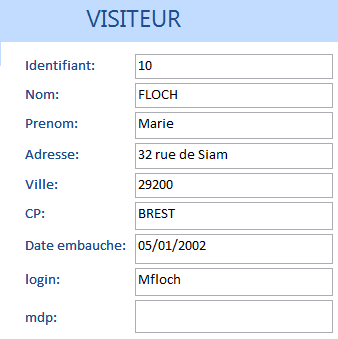 VISITEUR
Identifiant: 10
Nom: FLOCH
Prenom: Marie
Adresse: 32 rue de Siam
Ville: 29200
CP: BREST
Date embauche: 05/01/2002
login: Mfloch
mdp: